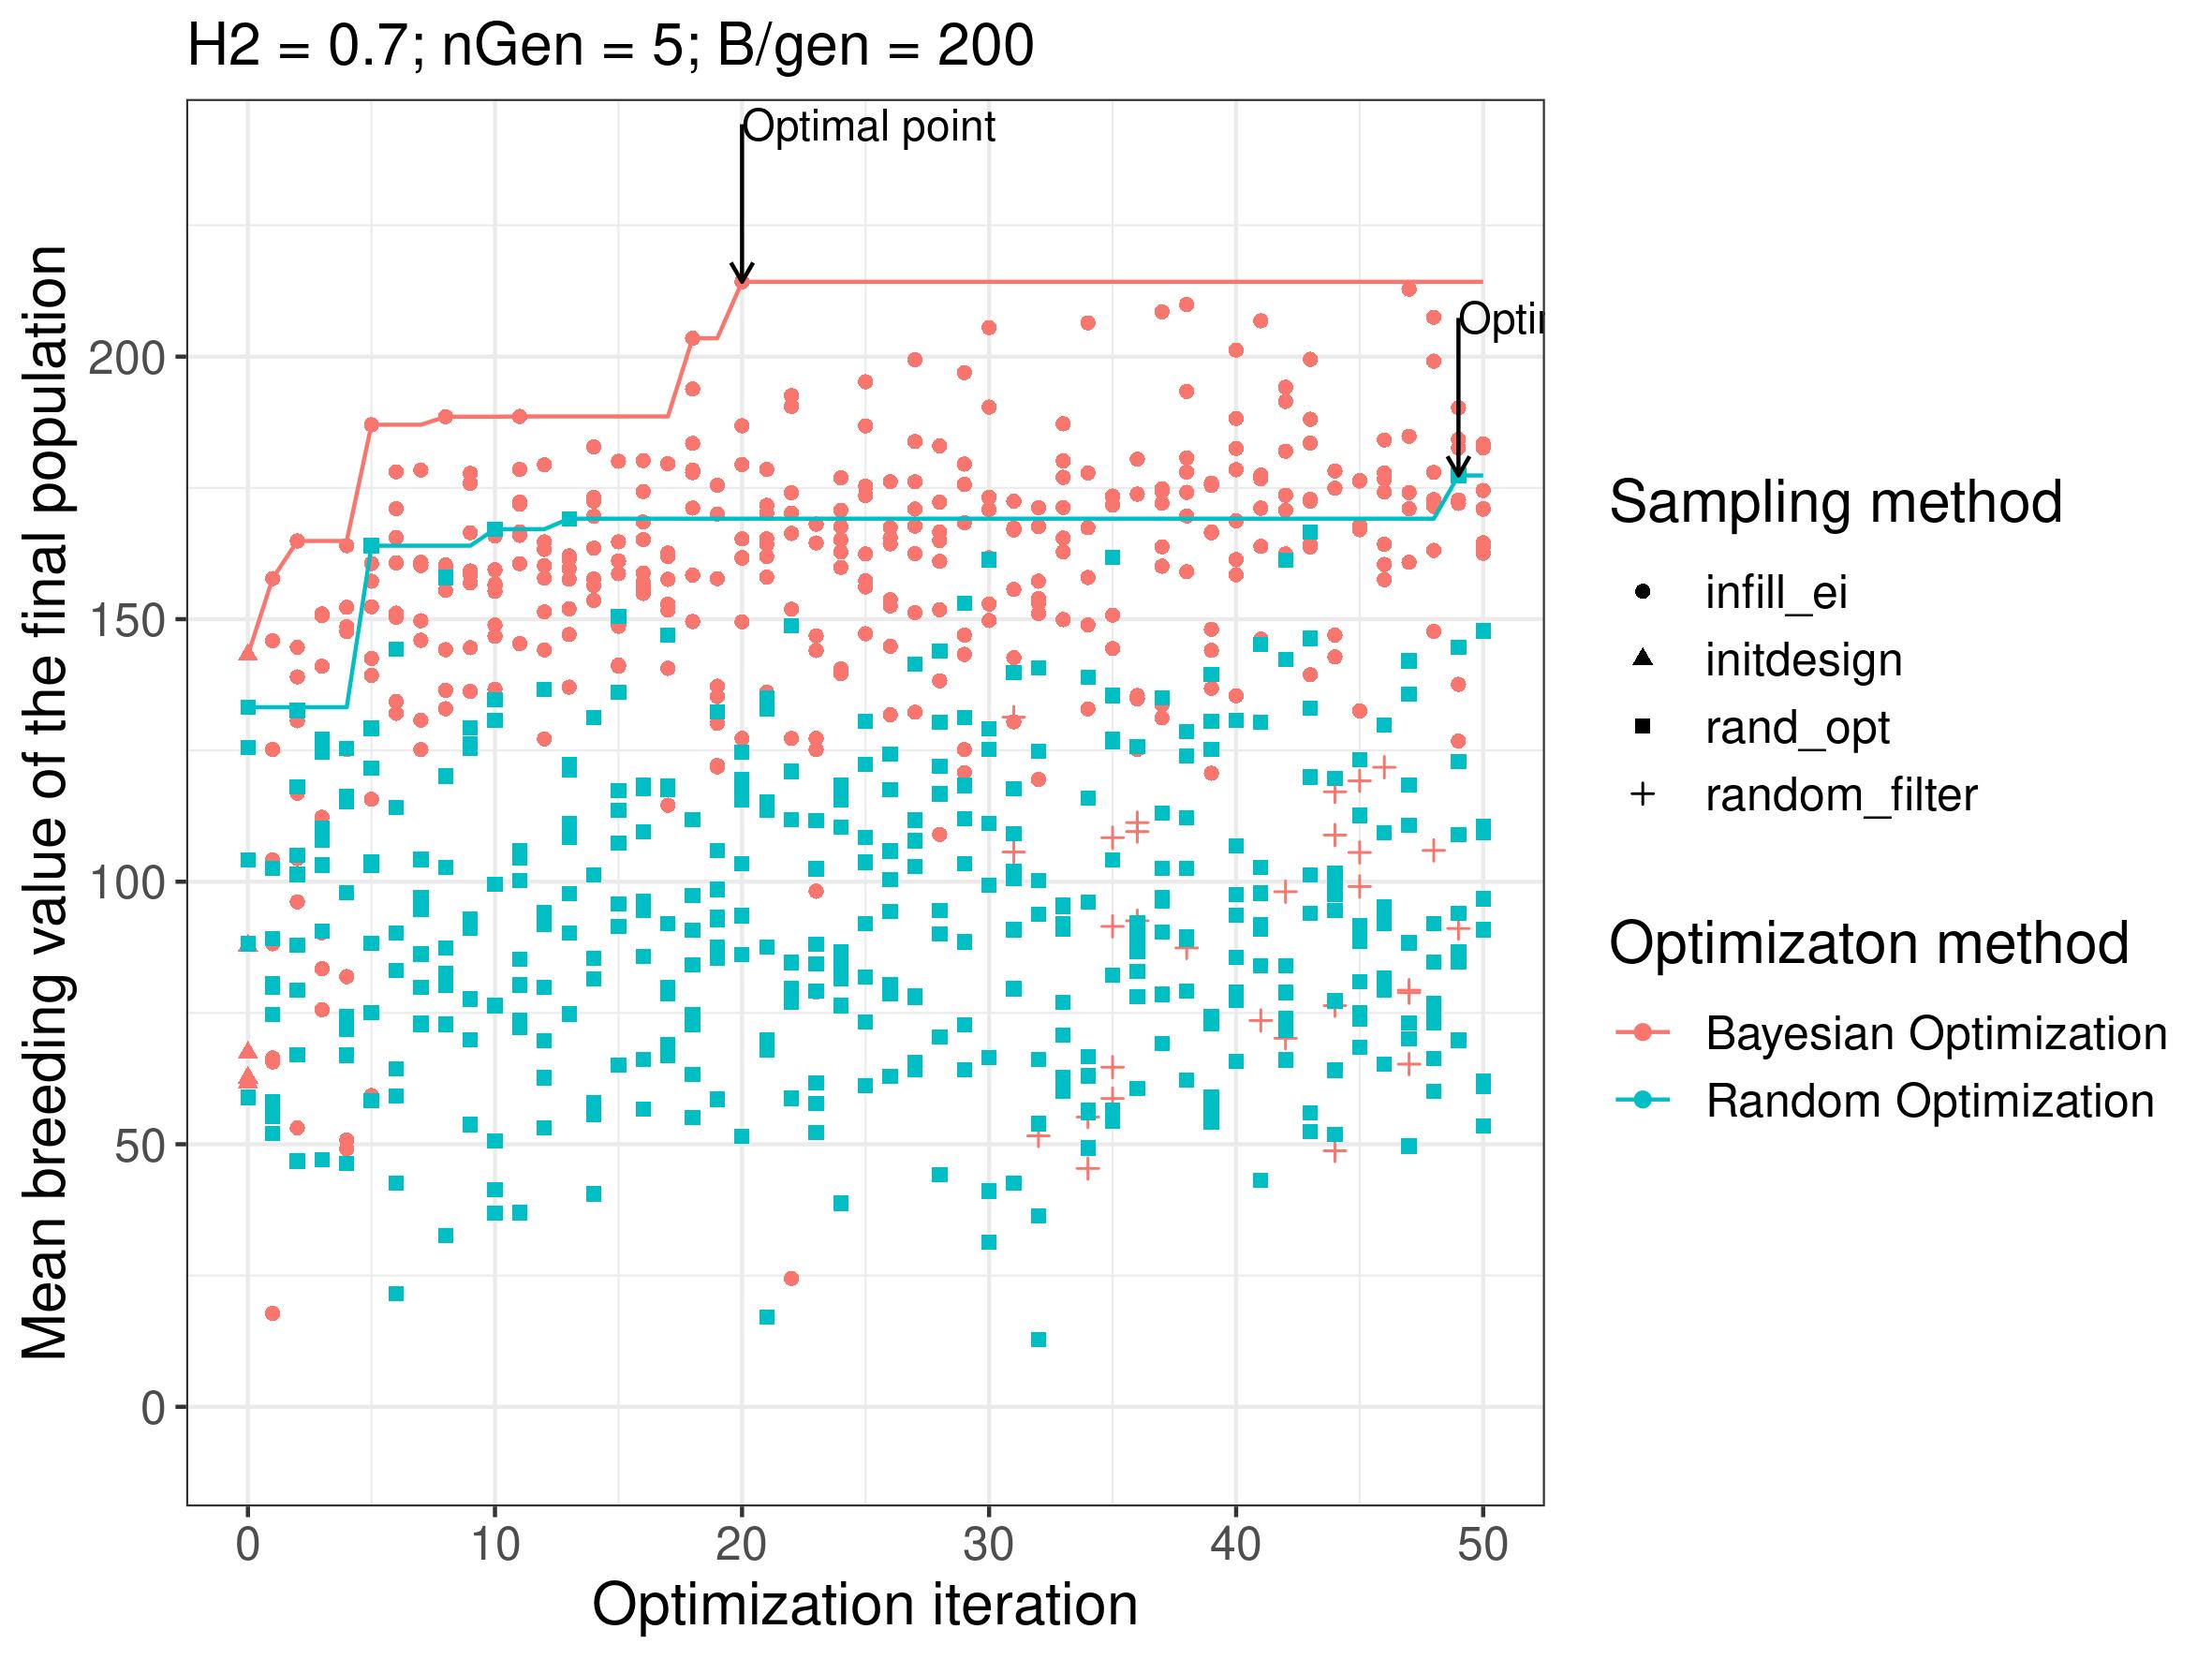 H2 = 0.7; nGen = 5; B/gen = 200
Optimal point
Opti
Mean breeding value of the final population
200
150
100
50
0
0 10 20 30 40 50
Optimization iteration
Sampling method
infill_ei
initdesign
rand_opt
random_filter
Optimizaton method
Bayesian Optimization
Random Optimization